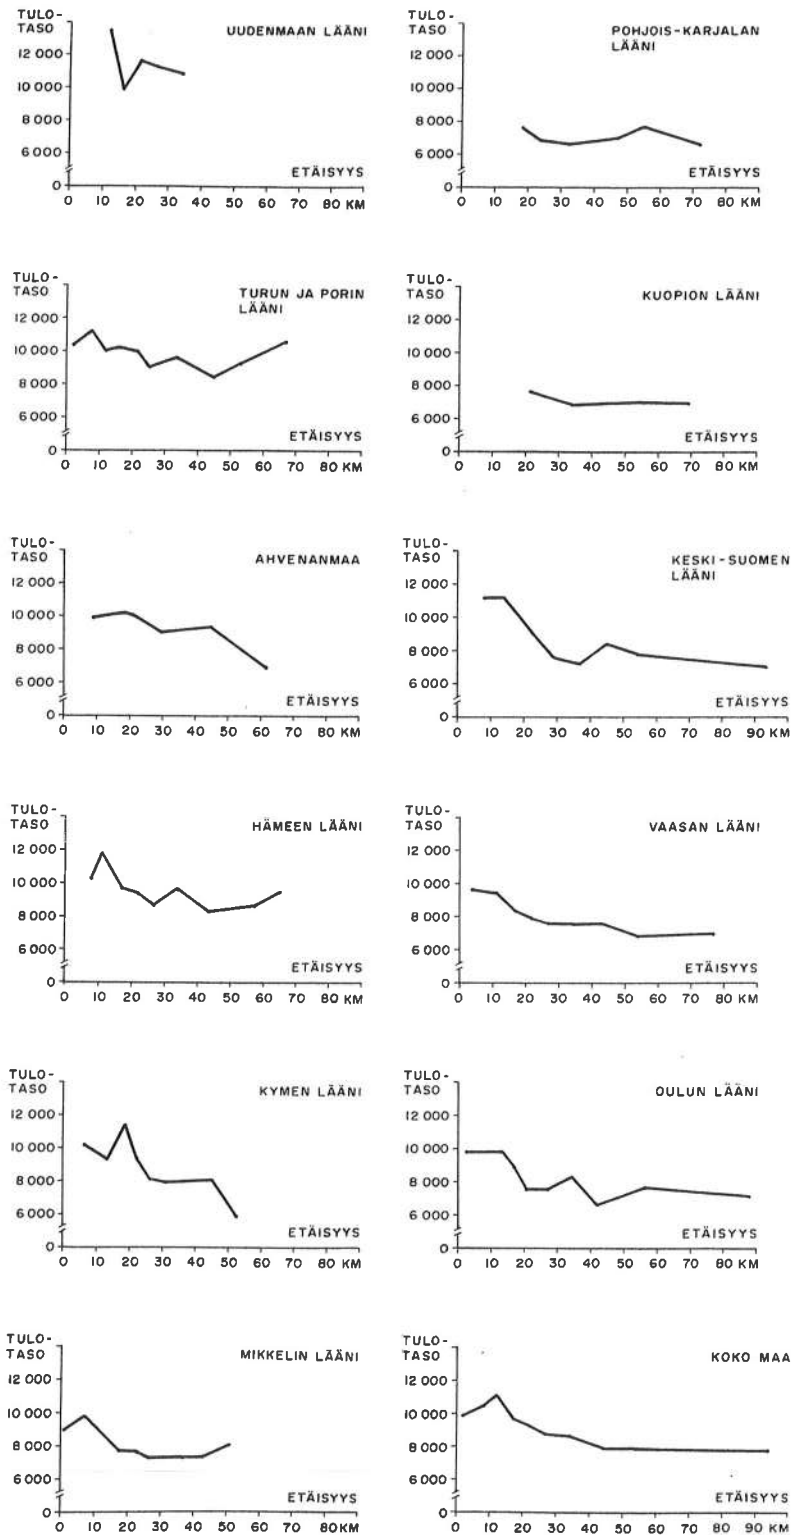 TULO-
TASO
UUDENMAAN LÄÄNI
12 000
10 000
8 000
6 000
ETÄISYYS
0
0 10 20 30 40 50 60 70 80 KM
TULO-
TASO
POHJOIS-KARJALAN
LÄÄNI
12 000
10 000
8 000
6 000
ETÄISYYS
0
0 20 30 40 50 60 70 80 KM
TULO-
TASO
TURUN JA PORIN
LÄÄNI
12 000
10 000
8 000
6 000
ETÄISYYS
0
0 10 20 30 40 50 60 70 80 KM
TULO-
TASO
KUOPION LÄÄNI
12 000
10 000
8 000
6 000
ETÄISYYS
0
0 10 20 30 40 50 60 70 80 KM
TULO-
TASO
AHVENANMAA
12 000
10 000
8 000
6 000
ETÄISYYS
0
0 10 20 30 40 50 60 70 80 KM
TULO-
TASO
KESKI-SUOMEN
LÄÄNI
12 000
10 000
8 000
6 000
ETÄISYYS
0
0 10 20 30 40 50 60 70 80 90 KM
TULO-
TASO
HÄMEEN LÄÄNI
12 000
10 000
8 000
6 000
ETÄISYYS
0
0 10 20 30 40 50 60 70 80 KM
TULO-
TASO
VAASAN LÄÄNI
12 000
10 000
8 000
6 000
ETÄISYYS
0
0 10 20 30 40 50 60 70 80 KM
TULO-
TASO
KYMEN LÄÄNI
12 000
10 000
8 000
6 000
ETÄISYYS
0
0 10 20 30 40 50 60 70 80 KM
TULO-
TASO
OULUN LÄÄNI
12 000
10 000
8 000
6 000
ETÄISYYS
0
0 10 20 30 40 50 60 70 80 KM
TULO-
TASO
MIKKELIN LÄÄNI
12 000
10 000
8 000
6 000
ETÄISYYS
0
0 10 20 30 40 50 60 70 80 KM
TULO-
TASO
KOKO MAA
12 000
10 000
8 000
6 000
ETÄISYYS
0
0 10 20 30 40 50 60 70 80 90 KM